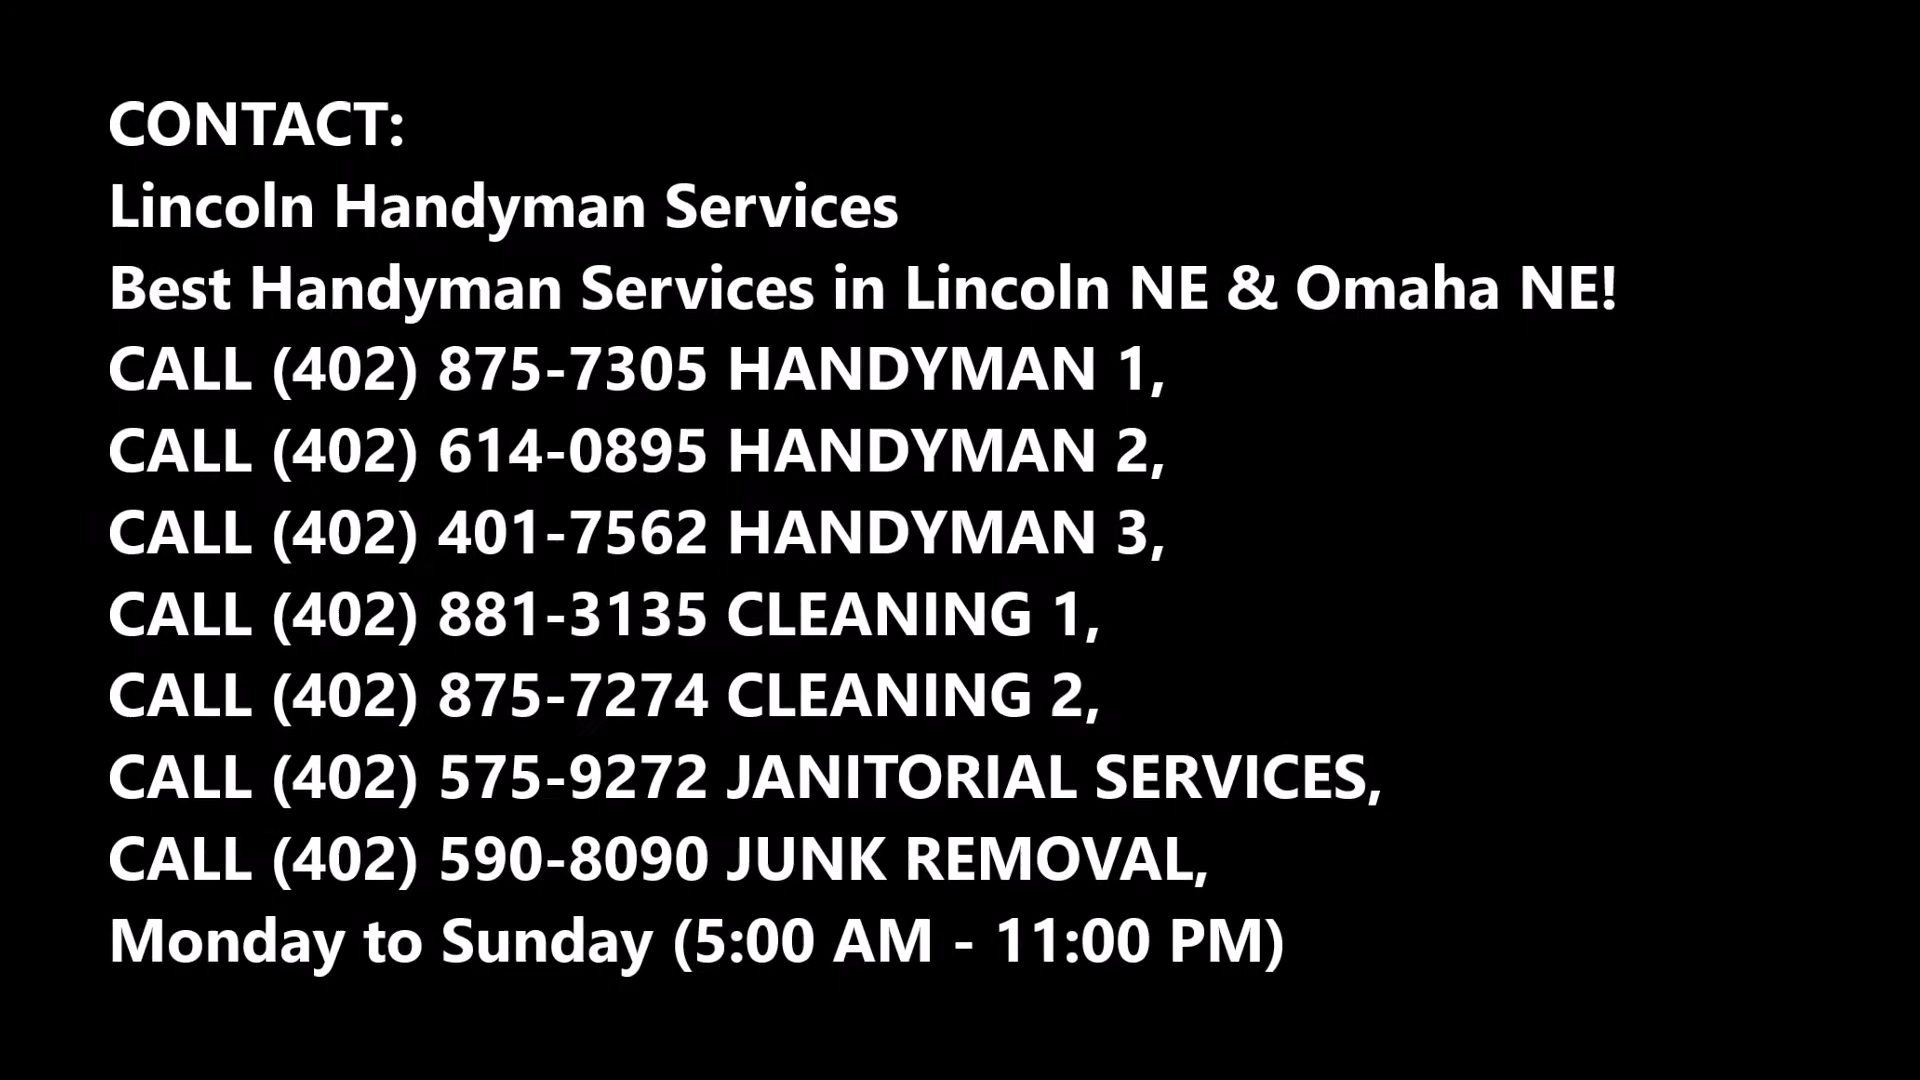 CONTACT:
Lincoln Handyman Services
Best Handyman Services in Lincoln NE & Omaha NE!
CALL (402) 875-7305 HANDYMAN 1,
CALL (402) 614-0895 HANDYMAN 2,
CALL (402) 401-7562 HANDYMAN 3,
CALL (402) 881-3135 CLEANING 1,
CALL (402) 875-7274 CLEANING 2,
CALL (402) 575-9272 JANITORIAL SERVICES,
CALL (402) 590-8090 JUNK REMOVAL,
Monday to Sunday (5:00 AM - 11:00 PM)